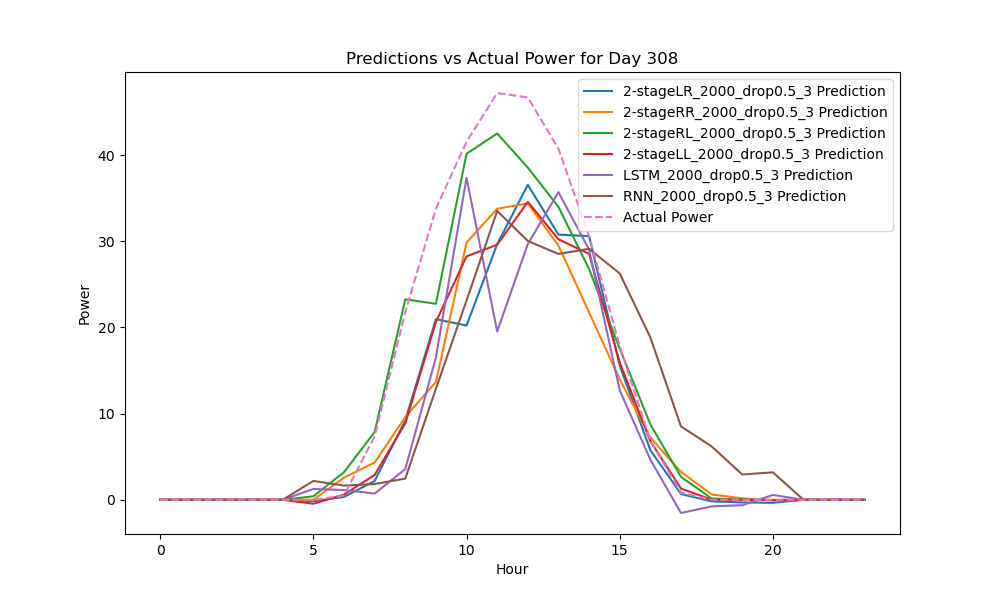 Predictions vs Actual Power for Day 308
2-stageLR_2000_drop0.5_3 Prediction
2-stageRR_2000_drop0.5_3 Prediction
2-stageRL_2000_drop0.5_3 Prediction
2-stageLL_2000_drop0.5_3 Prediction
LSTM_2000_drop0.5_3 Prediction
RNN_2000_drop0.5_3 Prediction
Actual Power
Power
40
30
20
10
0
0 5 10 15 20
Hour